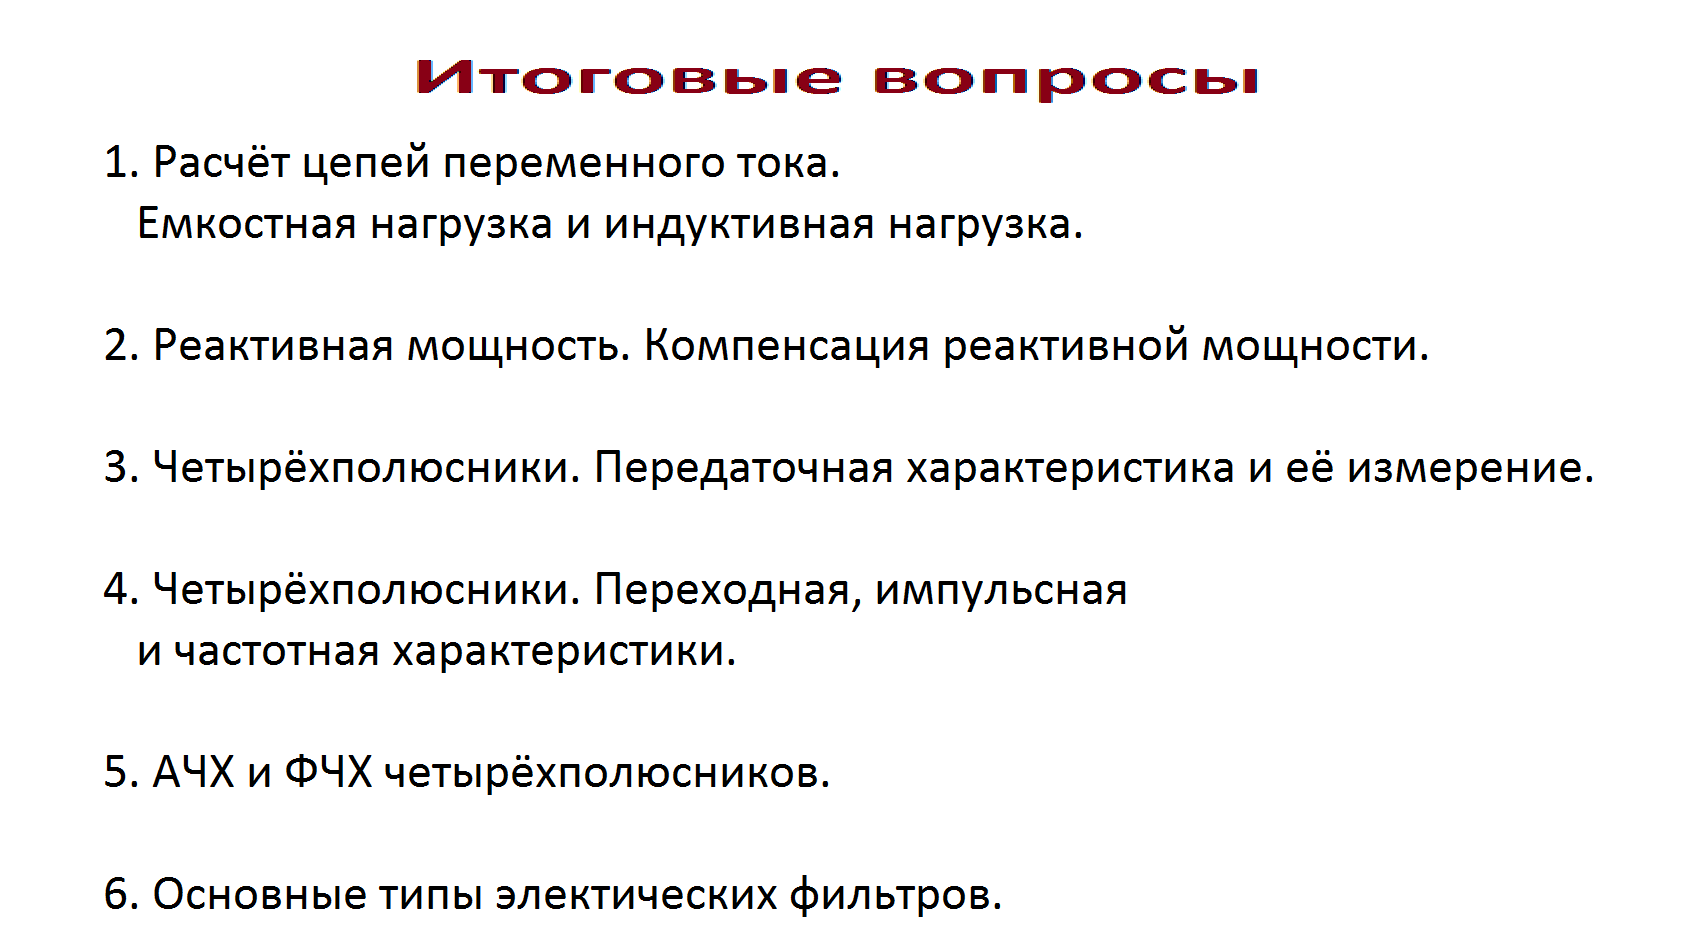 Итоговые вопросы
1. Расчёт цепей переменного тока.
Емкостная нагрузка и индуктивная нагрузка.
2. Реактивная мощность. Компенсация реактивной мощности.
3. Четырёхполюсники. Передаточная характеристика и её измерение.
4. Четырёхполюсники. Переходная, импульсная
и частотная характеристики.
5. АЧХ и ФЧХ четырёхполюсников.
6. Основные типы электических фильтров.